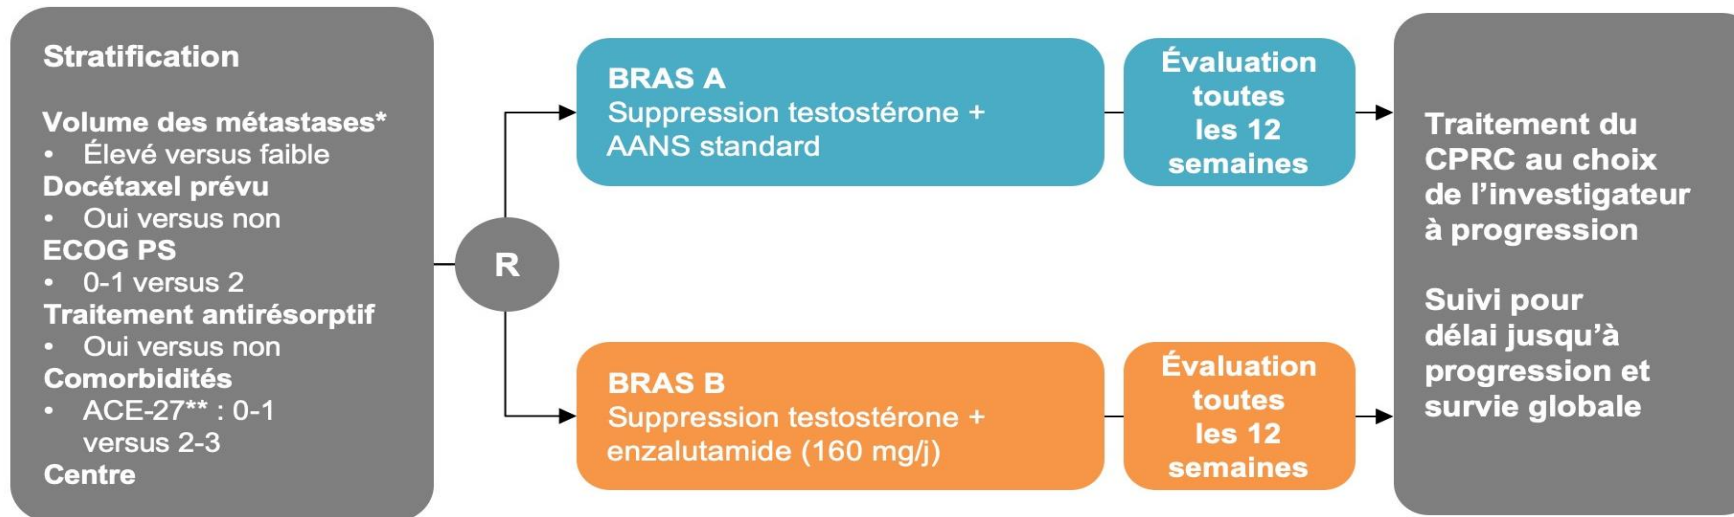 Stratification
Volume des métastases*
• Élevé versus faible
Docétaxel prévu
• Oui versus non
ECOG PS
• 0-1 versus 2
Traitement antirésorptif
• Oui versus non
Comorbidités
• ACE-27** : 0-1
versus 2-3
Centre
R
BRAS A
Suppression testostérone +
AANS standard
Évaluation
toutes
les 12
semaines
BRAS B
Suppression testostérone +
enzalutamide (160 mg/j)
Évaluation
toutes
les 12
semaines
Traitement du
CPRC au choix
de l’investigateur
à progression
Suivi pour
délai jusqu’à
progression et
survie globale